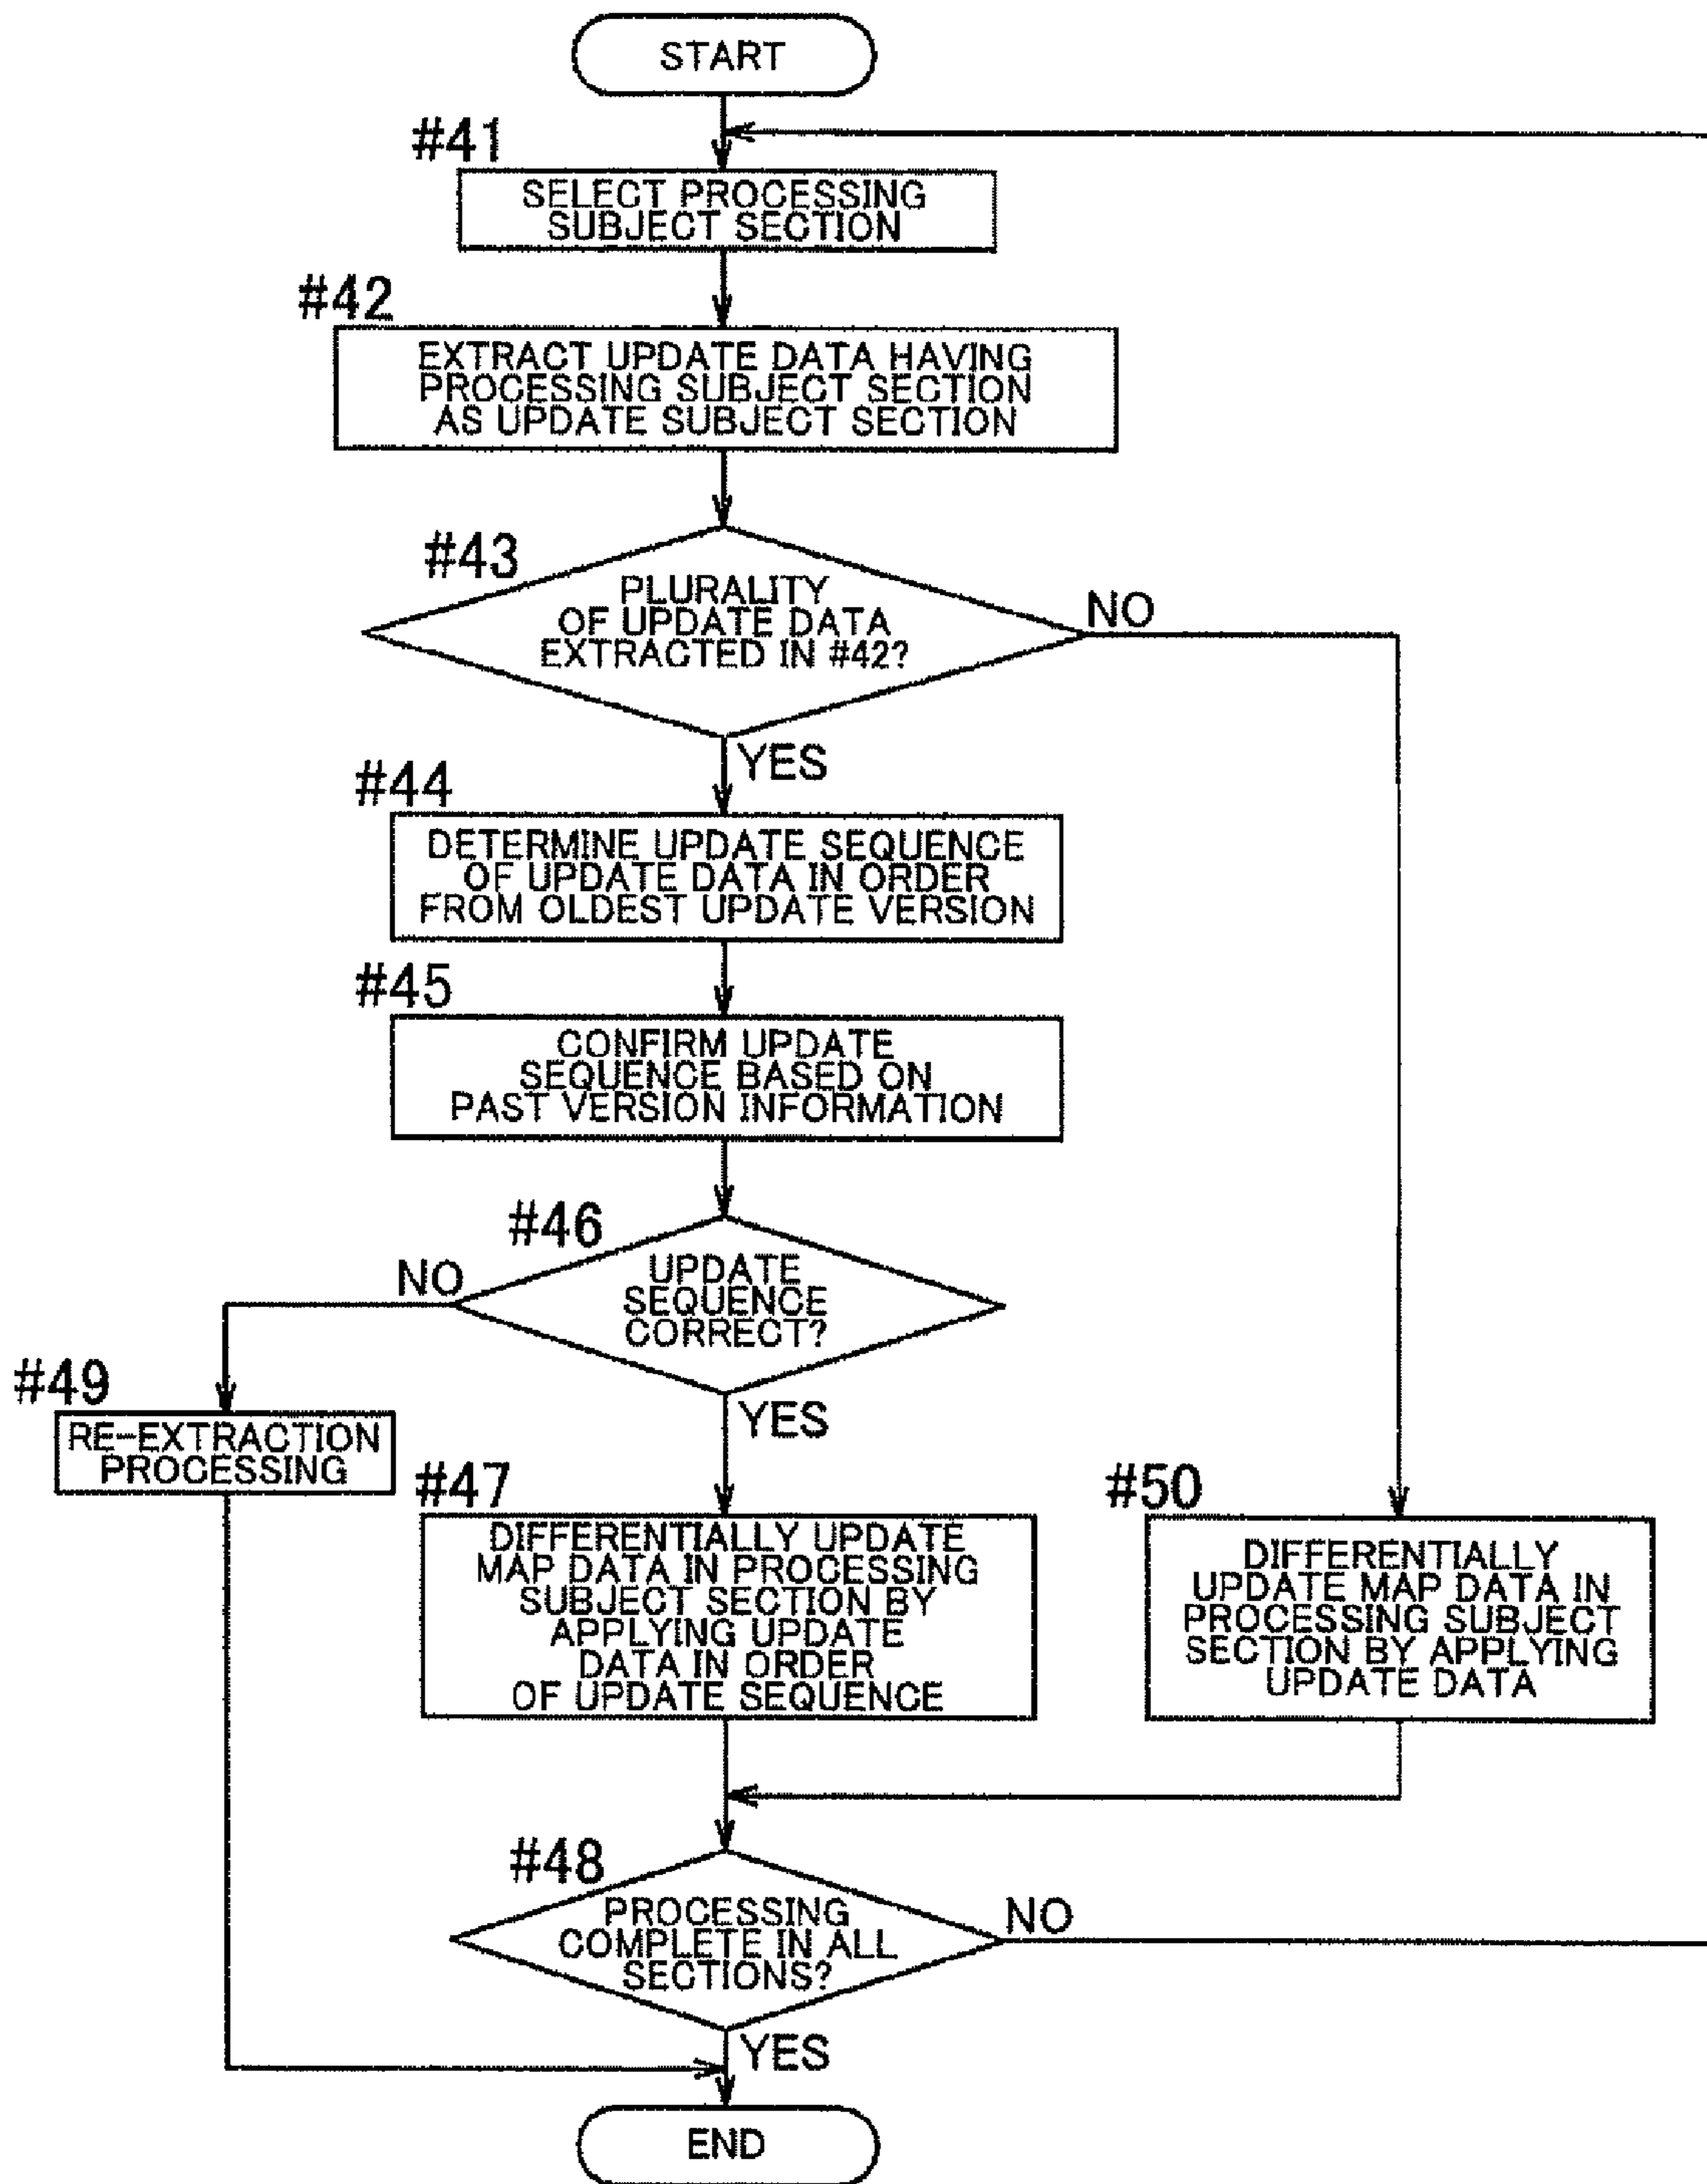 START
#41
SELECT PROCESSING
SUBJECT SECTION
#42
EXTRACT UPDATE DATA HAVING
PROCESSING SUBJECT SECTION
AS UPDATE SUBJECT SECTION
#43
PLURALITY
OF UPDATE DATA
EXTRACTED IN #42?
NO
YES
#44
DETERMINE UPDATE SEQUENCE
OF UPDATE DATA IN ORDER
FROM OLDEST UPDATE VERSION
#45
CONFIRM UPDATE
SEQUENCE BASED ON
PAST VERSION INFORMATION
#46
UPDATE
SEQUENCE
CORRECT?
NO
YES
#49
RE-EXTRACTION
PROCESSING
#47
DIFFERENTIALLY UPDATE
MAP DATA IN PROCESSING
SUBJECT SECTION BY
APPLYING UPDATE
DATA IN ORDER
OF UPDATE SEQUENCE
#50
DIFFERENTIALLY
UPDATE MAP DATA IN
PROCESSING SUBJECT
SECTION BY APPLYING
UPDATE DATA
#48
PROCESSING
COMPLETE IN ALL
SECTIONS?
NO
YES
END